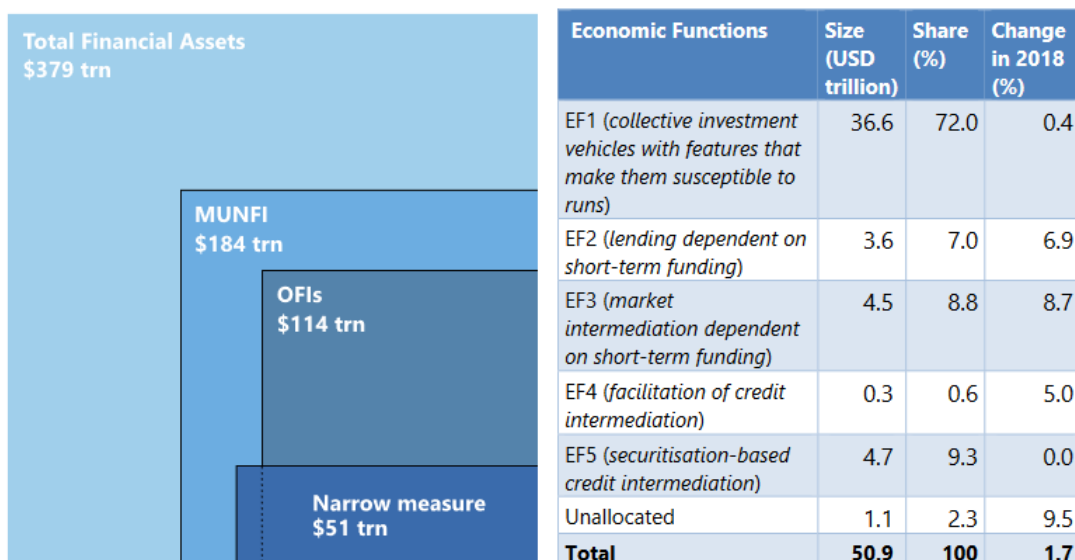 Total Financial Assets
$379 trn
MUNFI
$184 trn
OFIs
$114 trn
Narrow measure
$51 trn
Economic Functions Size (USD trillion) Share (%) Change in 2018 (%)
EF1 (collective investment vehicles with features that make them susceptible to runs) 36.6 72.0 0.4
EF2 (lending dependent on short-term funding) 3.6 7.0 6.9
EF3 (market intermediation dependent on short-term funding) 4.5 8.8 8.7
EF4 (facilitation of credit intermediation) 0.3 0.6 5.0
EF5 (securitisation-based credit intermediation) 4.7 9.3 0.0
Unallocated 1.1 2.3 9.5
Total 50.9 100 1.7